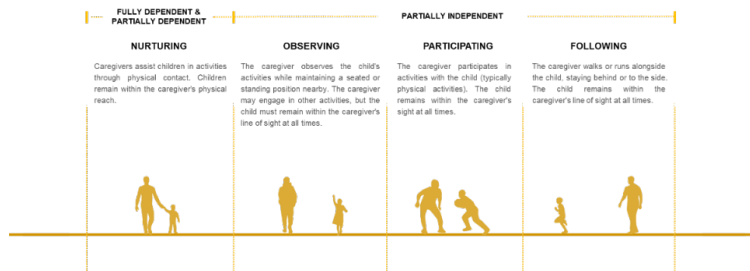 FULLY DEPENDENT &
PARTIALLY DEPENDENT
PARTIALLY INDEPENDENT
NURTURING
Caregivers assist children in activities
through physical contact. Children
remain within the caregiver's physical
reach.
OBSERVING
The caregiver observes the child's
activities while maintaining a seated or
standing position nearby. The caregiver
may engage in other activities, but the
child must remain within the caregiver's
line of sight at all times.
PARTICIPATING
The caregiver participates in
activities with the child (typically
physical activities). The child
remains within the caregiver's
sight at all times.
FOLLOWING
The caregiver walks or runs alongside
the child, staying behind or to the side.
The child remains within the
caregiver's line of sight at all times.